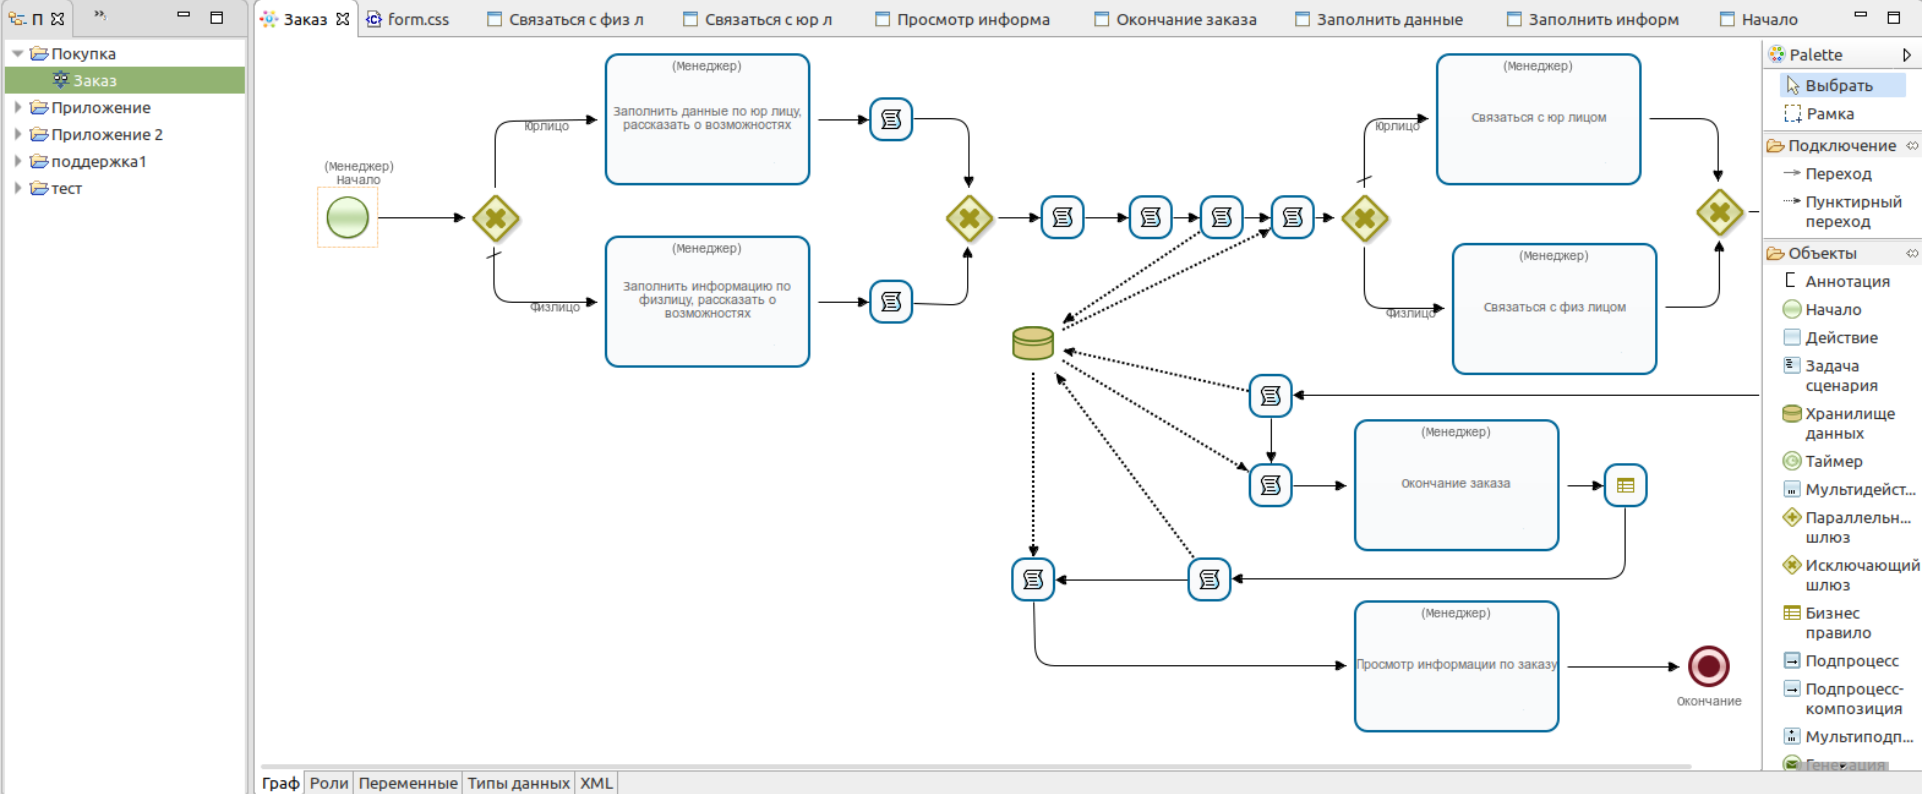 П
Заказ
form.css
Связаться с физ л
Связаться с юр л
Просмотр информа
Окончание заказа
Заполнить данные
Заполнить информ
Начало
Покупка
Заказ
Приложение
Приложение 2
поддержка1
тест
(Менеджер)
Начало
Юрлицо
Физлицо
(Менеджер)
Заполнить данные по юр лицу,
рассказать о возможностях
(Менеджер)
Заполнить информацию по
физлицу, рассказать о
возможностях
Юрлицо
Физлицо
(Менеджер)
Связаться с юр лицом
(Менеджер)
Связаться с физ лицом
(Менеджер)
Окончание заказа
(Менеджер)
Просмотр информации по заказу
Окончание
Palette
Выбрать
Рамка
Подключение
Переход
Пунктирный
переход
Объекты
Аннотация
Начало
Действие
Задача
сценария
Хранилище
данных
Таймер
Мультидейст...
Параллельн...
шлюз
Исключающий
шлюз
Бизнес
правило
Подпроцесс
Подпроцесс-
композиция
Мультиподп...
Генерация
Граф
Роли
Переменные
Типы данных
XML